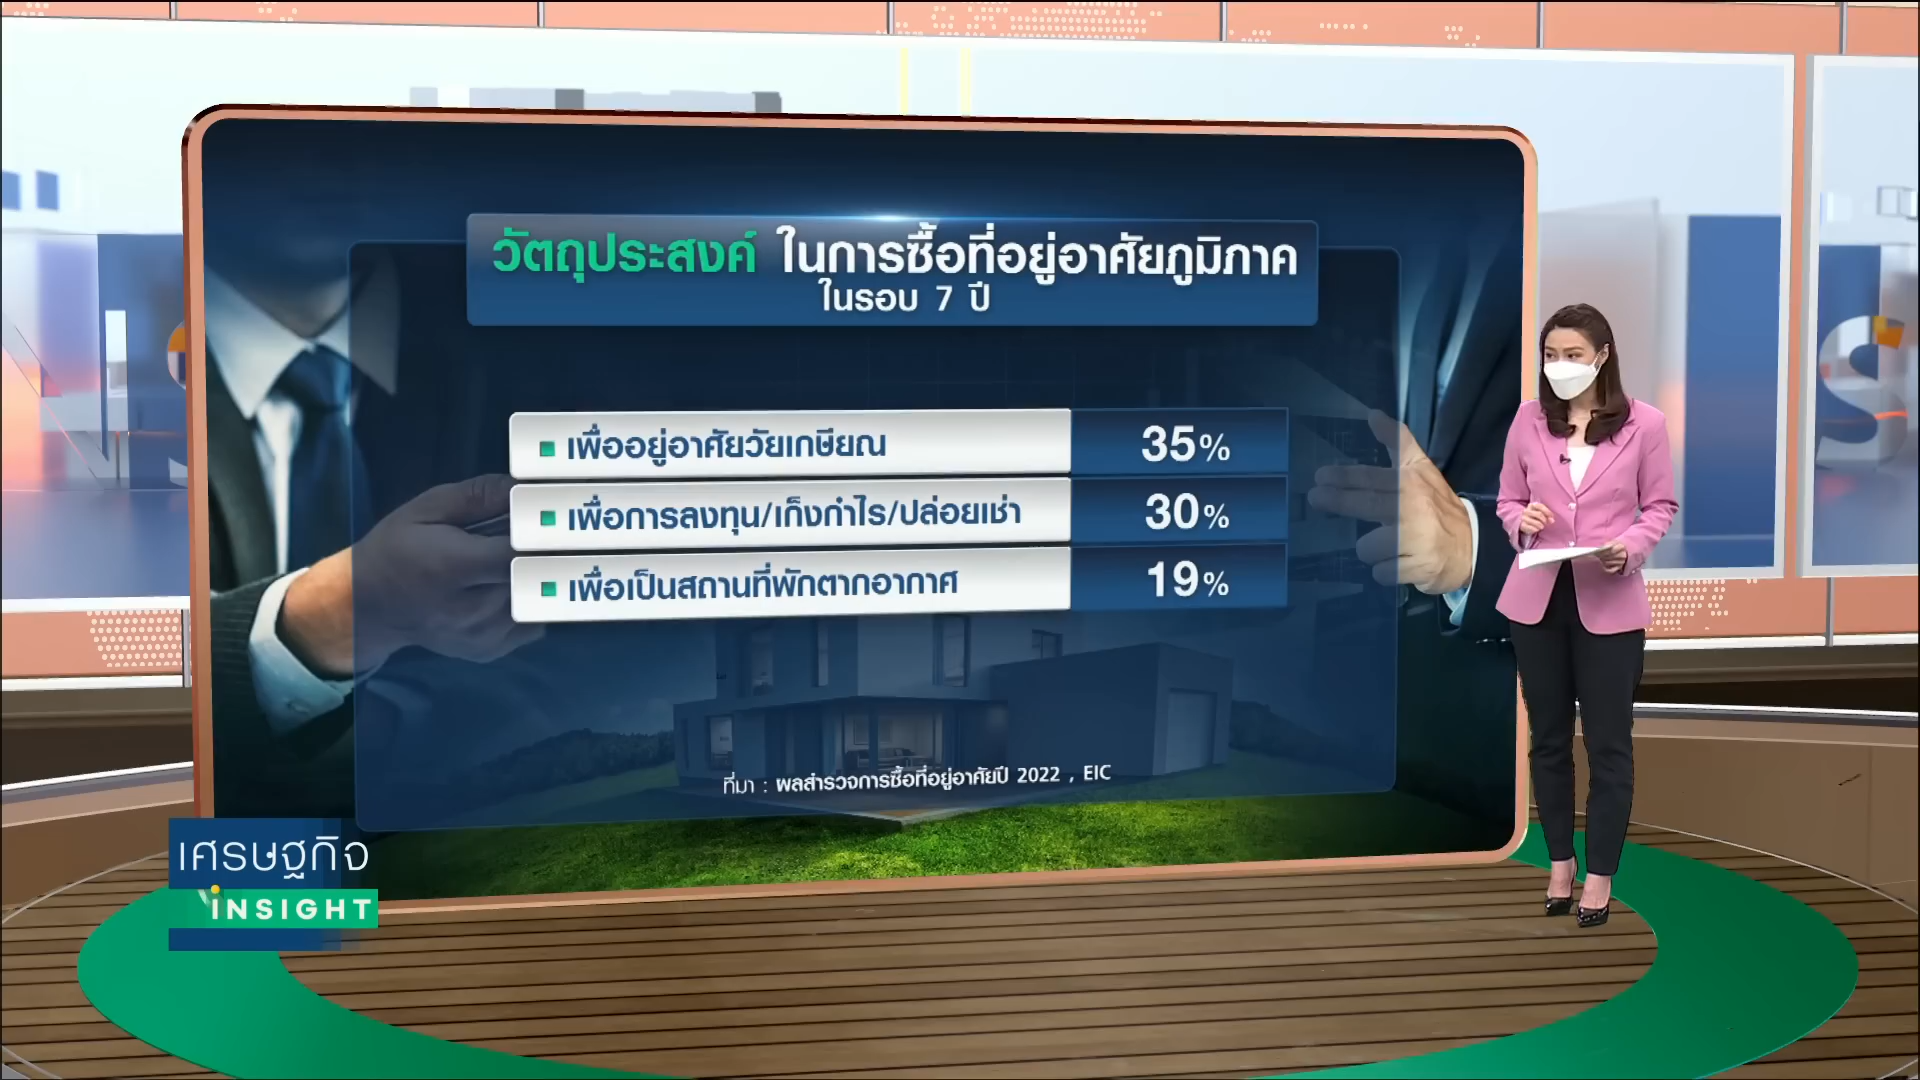 วัตถุประสงค์ ในการซื้อที่อยู่อาศัยภูมิภาค
ในรอบ 7 ปี
เพื่ออยู่อาศัยวัยเกษียณ 35%
เพื่อการลงทุน/เก็งกำไร/ปล่อยเช่า 30%
เพื่อเป็นสถานที่พักตากอากาศ 19%
ที่มา : ผลสำรวจการซื้อที่อยู่อาศัยปี 2022 , EIC
เศรษฐกิจ
INSIGHT